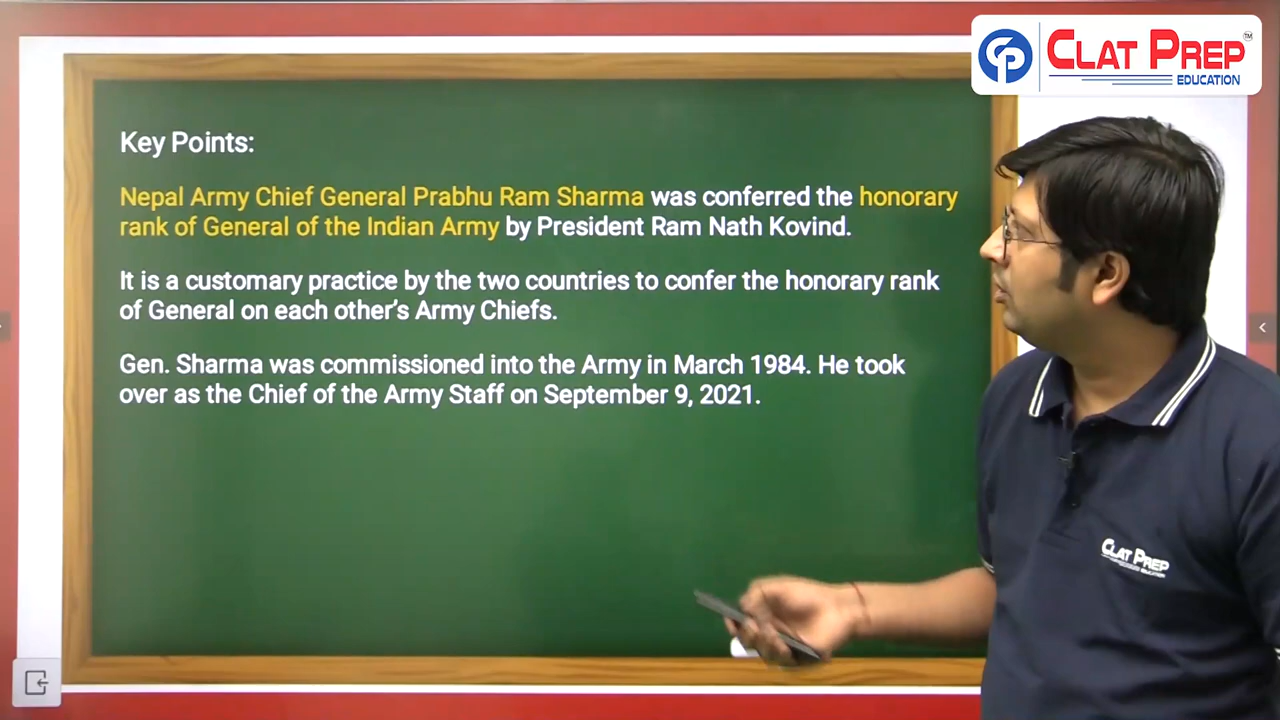 CLAT PREP
TM
EDUCATION
Key Points:
Nepal Army Chief General Prabhu Ram Sharma was conferred the honorary
rank of General of the Indian Army by President Ram Nath Kovind.
It is a customary practice by the two countries to confer the honorary rank
of General on each other's Army Chiefs.
Gen. Sharma was commissioned into the Army in March 1984. He took
over as the Chief of the Army Staff on September 9, 2021.
CLAT PREP